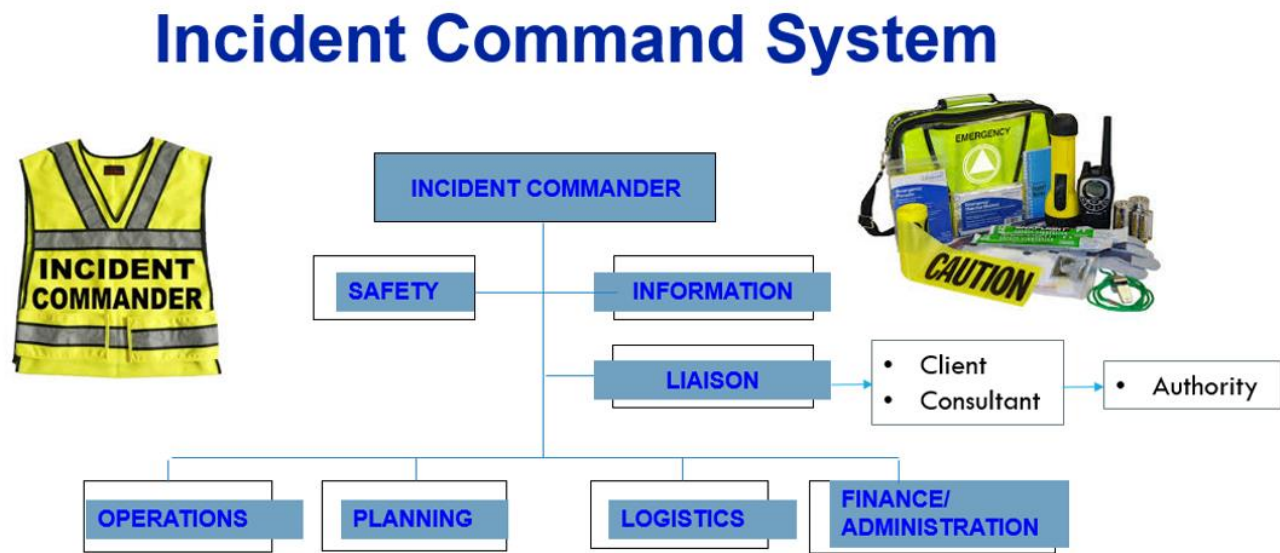 Incident Command System
INCIDENT COMMANDER
INCIDENT
COMMANDER
EMERGENCY
CAUTION
SAFETY
INFORMATION
LIAISON
• Client
• Consultant
• Authority
OPERATIONS
PLANNING
LOGISTICS
FINANCE/
ADMINISTRATION